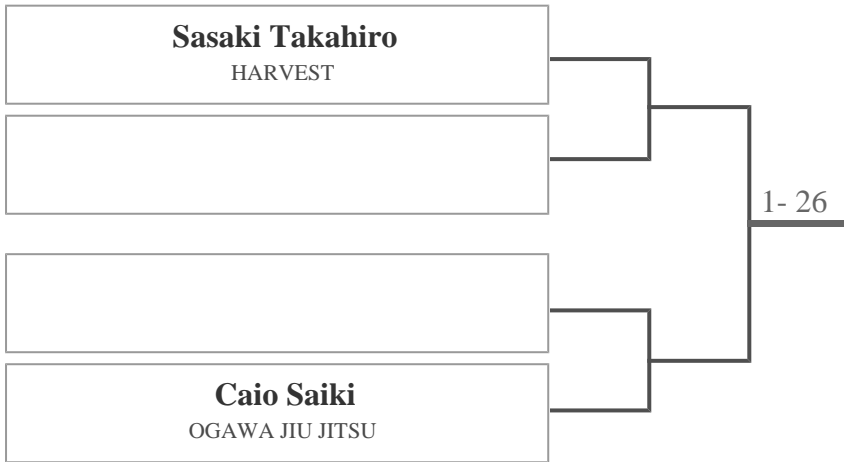 Sasaki Takahiro
HARVEST
1- 26
Caio Saiki
OGAWA JIU JITSU